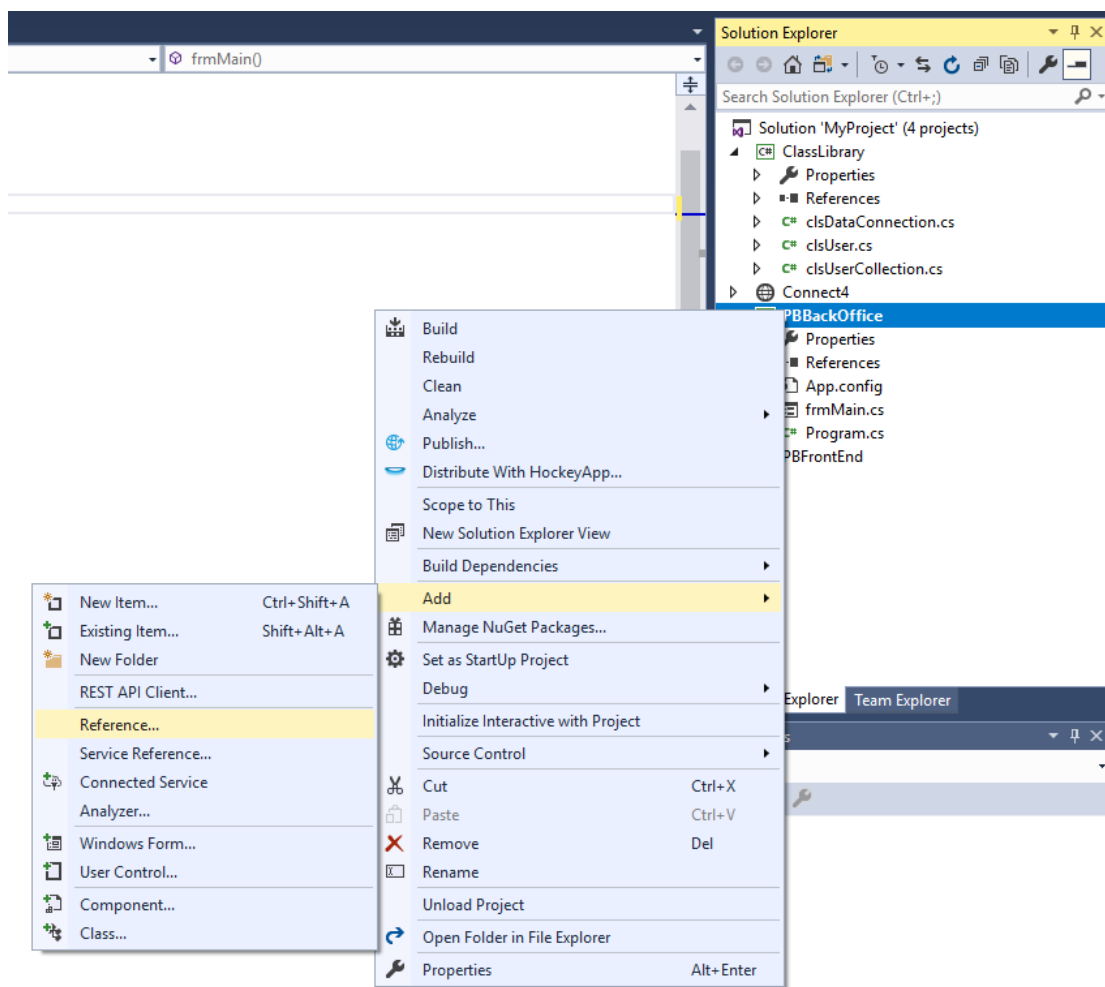 Solution Explorer
frmMain()
Search Solution Explorer (Ctrl+;)
Solution 'MyProject' (4 projects)
C# ClassLibrary
Properties
References
C# clsDataConnection.cs
C# clsUser.cs
C# clsUserCollection.cs
Connect4
PBBackOffice
Properties
References
App.config
frmMain.cs
C# Program.cs
PBFrontEnd
Build
Rebuild
Clean
Analyze
Publish...
Distribute With HockeyApp...
Scope to This
New Solution Explorer View
Build Dependencies
Add
Manage NuGet Packages...
Set as StartUp Project
Debug
Initialize Interactive with Project
Source Control
Cut Ctrl+X
Paste Ctrl+V
Remove Del
Rename
Unload Project
Open Folder in File Explorer
Properties Alt+Enter
New Item... Ctrl+Shift+A
Existing Item... Shift+Alt+A
New Folder
REST API Client...
Reference...
Service Reference...
Connected Service
Analyzer...
Windows Form...
User Control...
Component...
Class...
Explorer Team Explorer